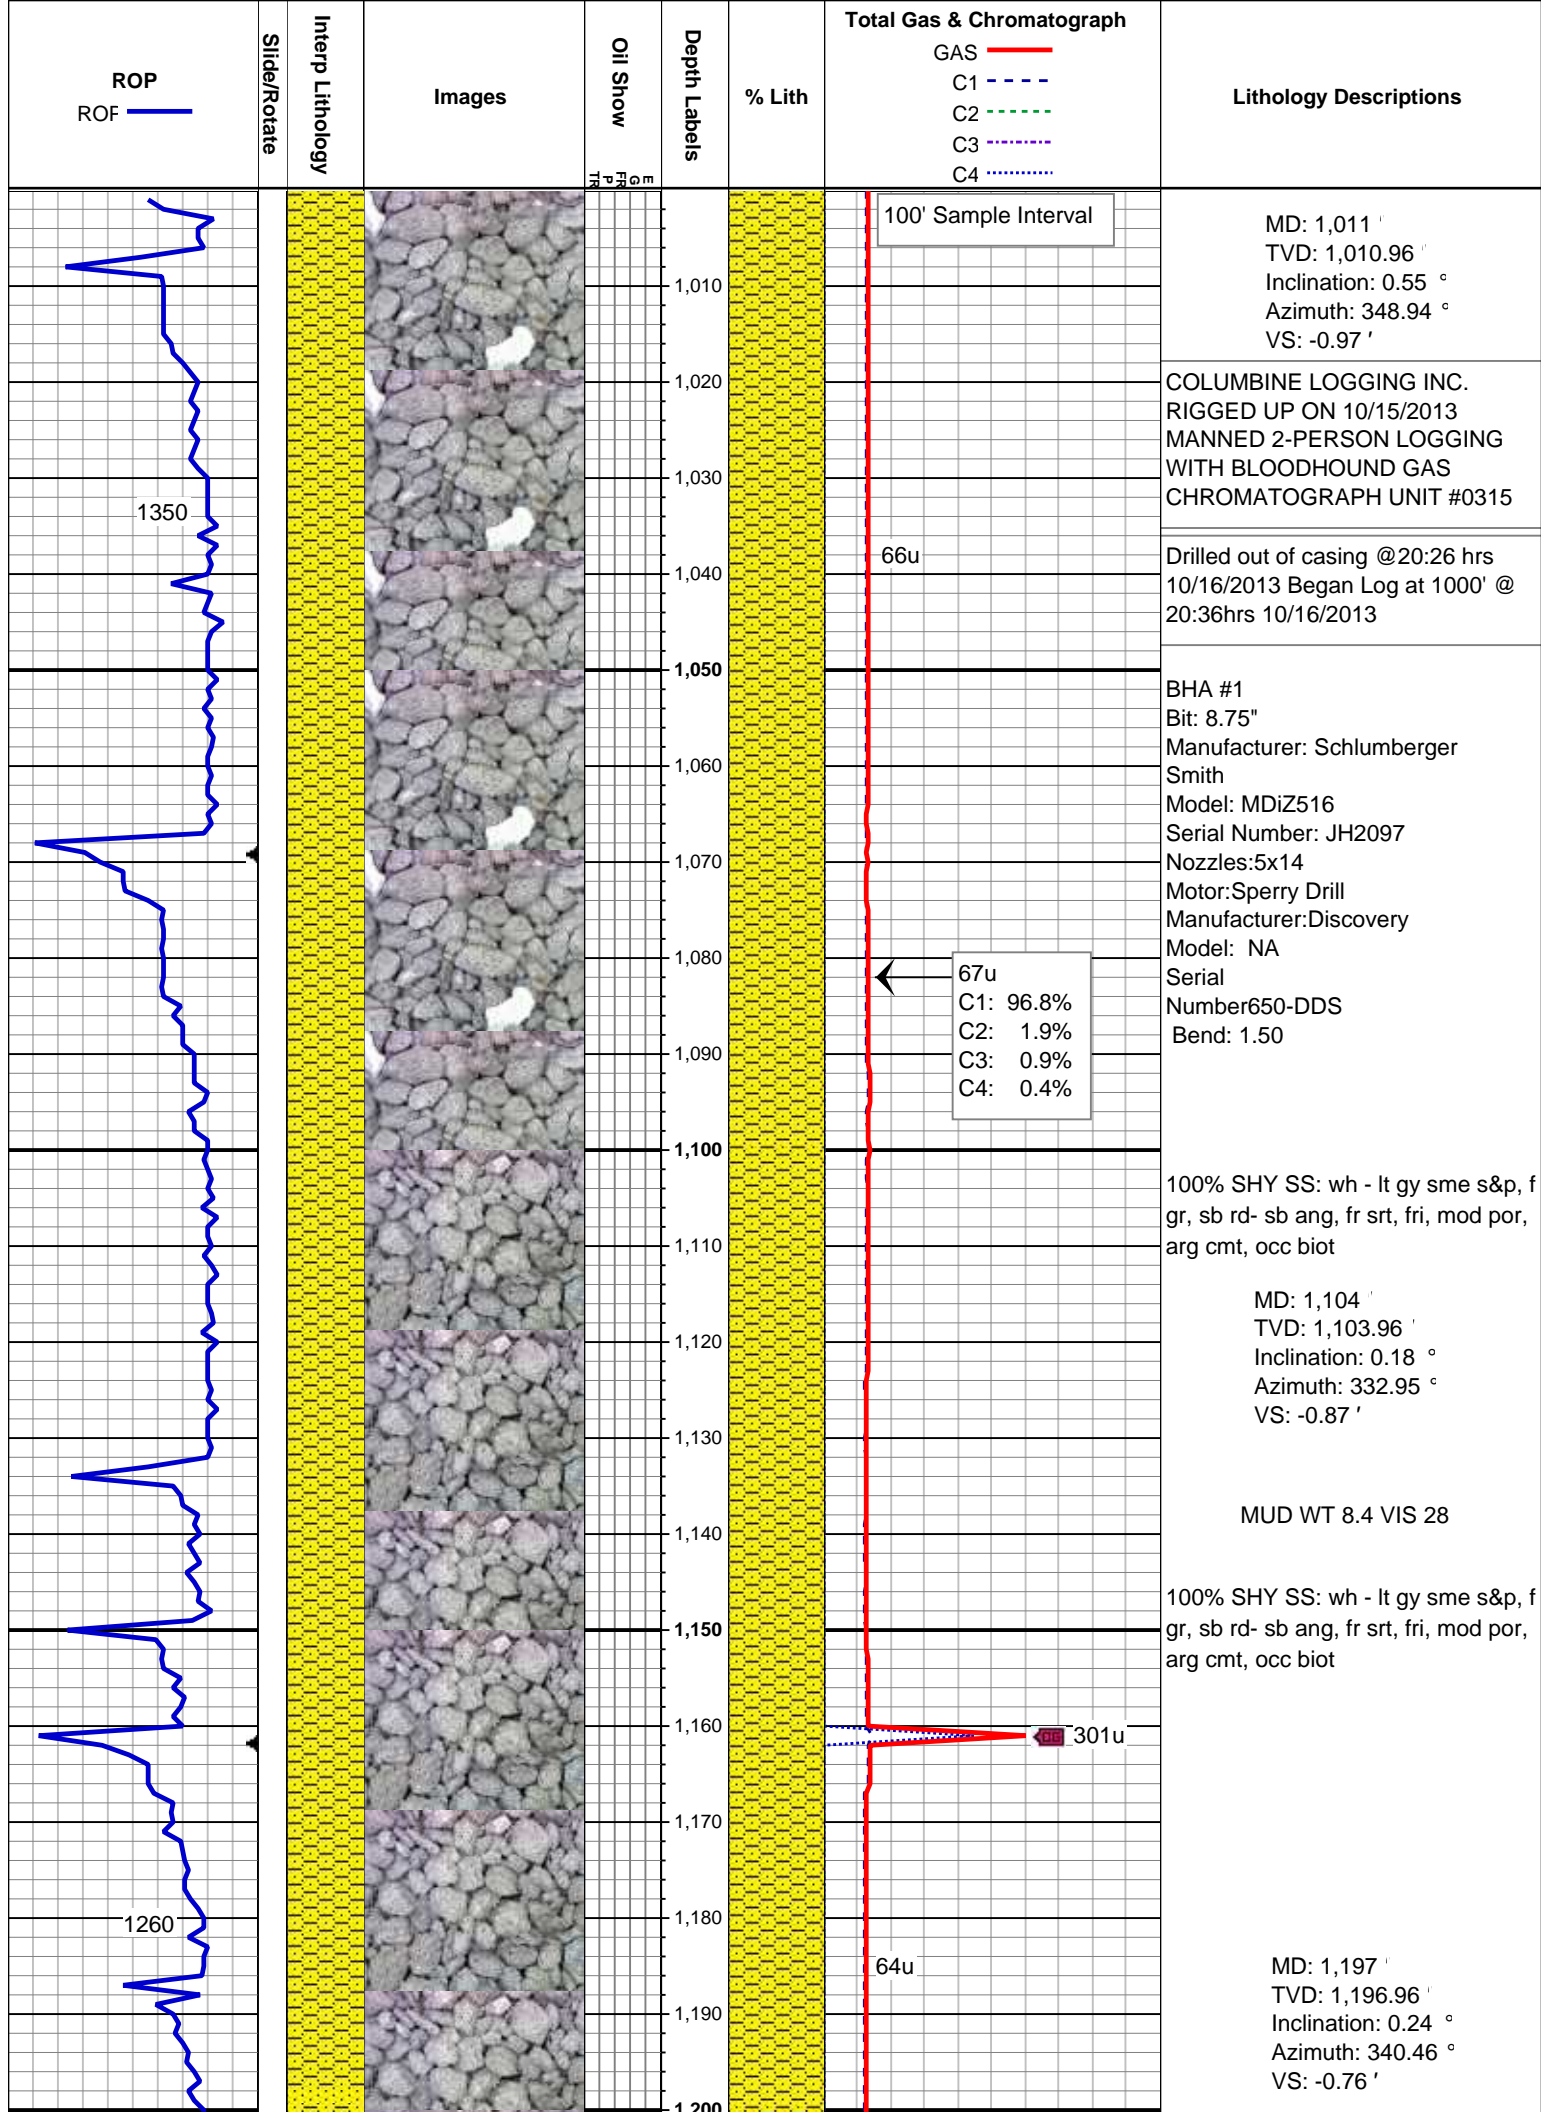 ROP
ROP
Slide/Rotate
Interp Lithology
Images
Oil Show
TR P FR G E
Depth Labels
% Lith
Total Gas & Chromatograph
GAS
C1
C2
C3
C4
Lithology Descriptions
100' Sample Interval
MD: 1,011 '
TVD: 1,010.96 '
Inclination: 0.55 °
Azimuth: 348.94 °
VS: -0.97 '
1,010
1,020
COLUMBINE LOGGING INC.
RIGGED UP ON 10/15/2013
MANNED 2-PERSON LOGGING
WITH BLOODHOUND GAS
CHROMATOGRAPH UNIT #0315
1,030
1350
66u
Drilled out of casing @20:26 hrs
10/16/2013 Began Log at 1000' @
20:36hrs 10/16/2013
1,040
1,050
BHA #1
Bit: 8.75"
Manufacturer: Schlumberger
Smith
Model: MDiZ516
Serial Number: JH2097
Nozzles:5x14
Motor:Sperry Drill
Manufacturer:Discovery
Model: NA
Serial
Number650-DDS
Bend: 1.50
1,060
1,070
1,080
67u
C1: 96.8%
C2: 1.9%
C3: 0.9%
C4: 0.4%
1,090
1,100
100% SHY SS: wh - lt gy sme s&p, f
gr, sb rd- sb ang, fr srt, fri, mod por,
arg cmt, occ biot
1,110
MD: 1,104 '
TVD: 1,103.96 '
Inclination: 0.18 °
Azimuth: 332.95 °
VS: -0.87 '
1,120
1,130
MUD WT 8.4 VIS 28
1,140
100% SHY SS: wh - lt gy sme s&p, f
gr, sb rd- sb ang, fr srt, fri, mod por,
arg cmt, occ biot
1,150
1,160
301u
1,170
1,180
1260
64u
MD: 1,197 '
TVD: 1,196.96 '
Inclination: 0.24 °
Azimuth: 340.46 °
VS: -0.76 '
1,190
1,200